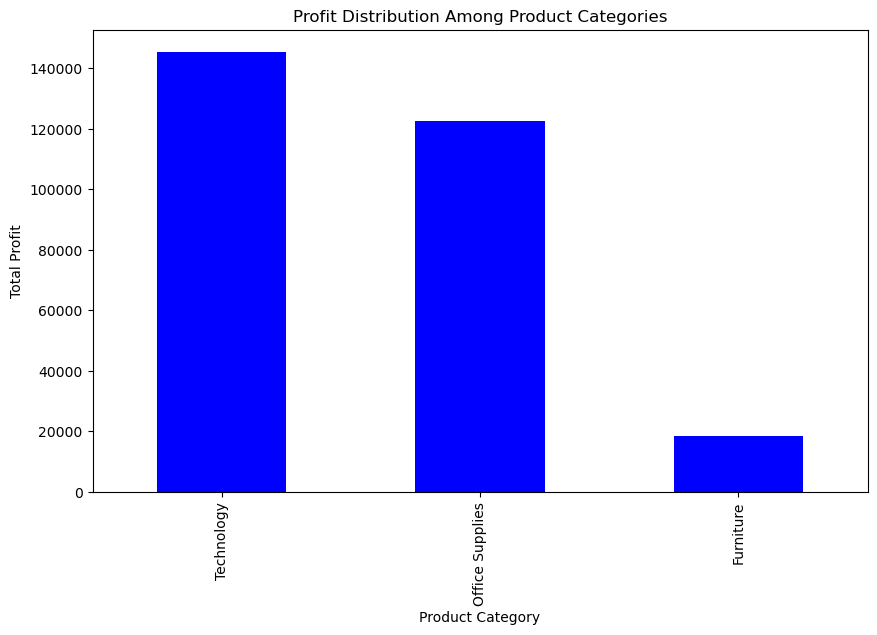 Profit Distribution Among Product Categories
Total Profit
140000
120000
100000
80000
60000
40000
20000
0
Technology
Office Supplies
Furniture
Product Category